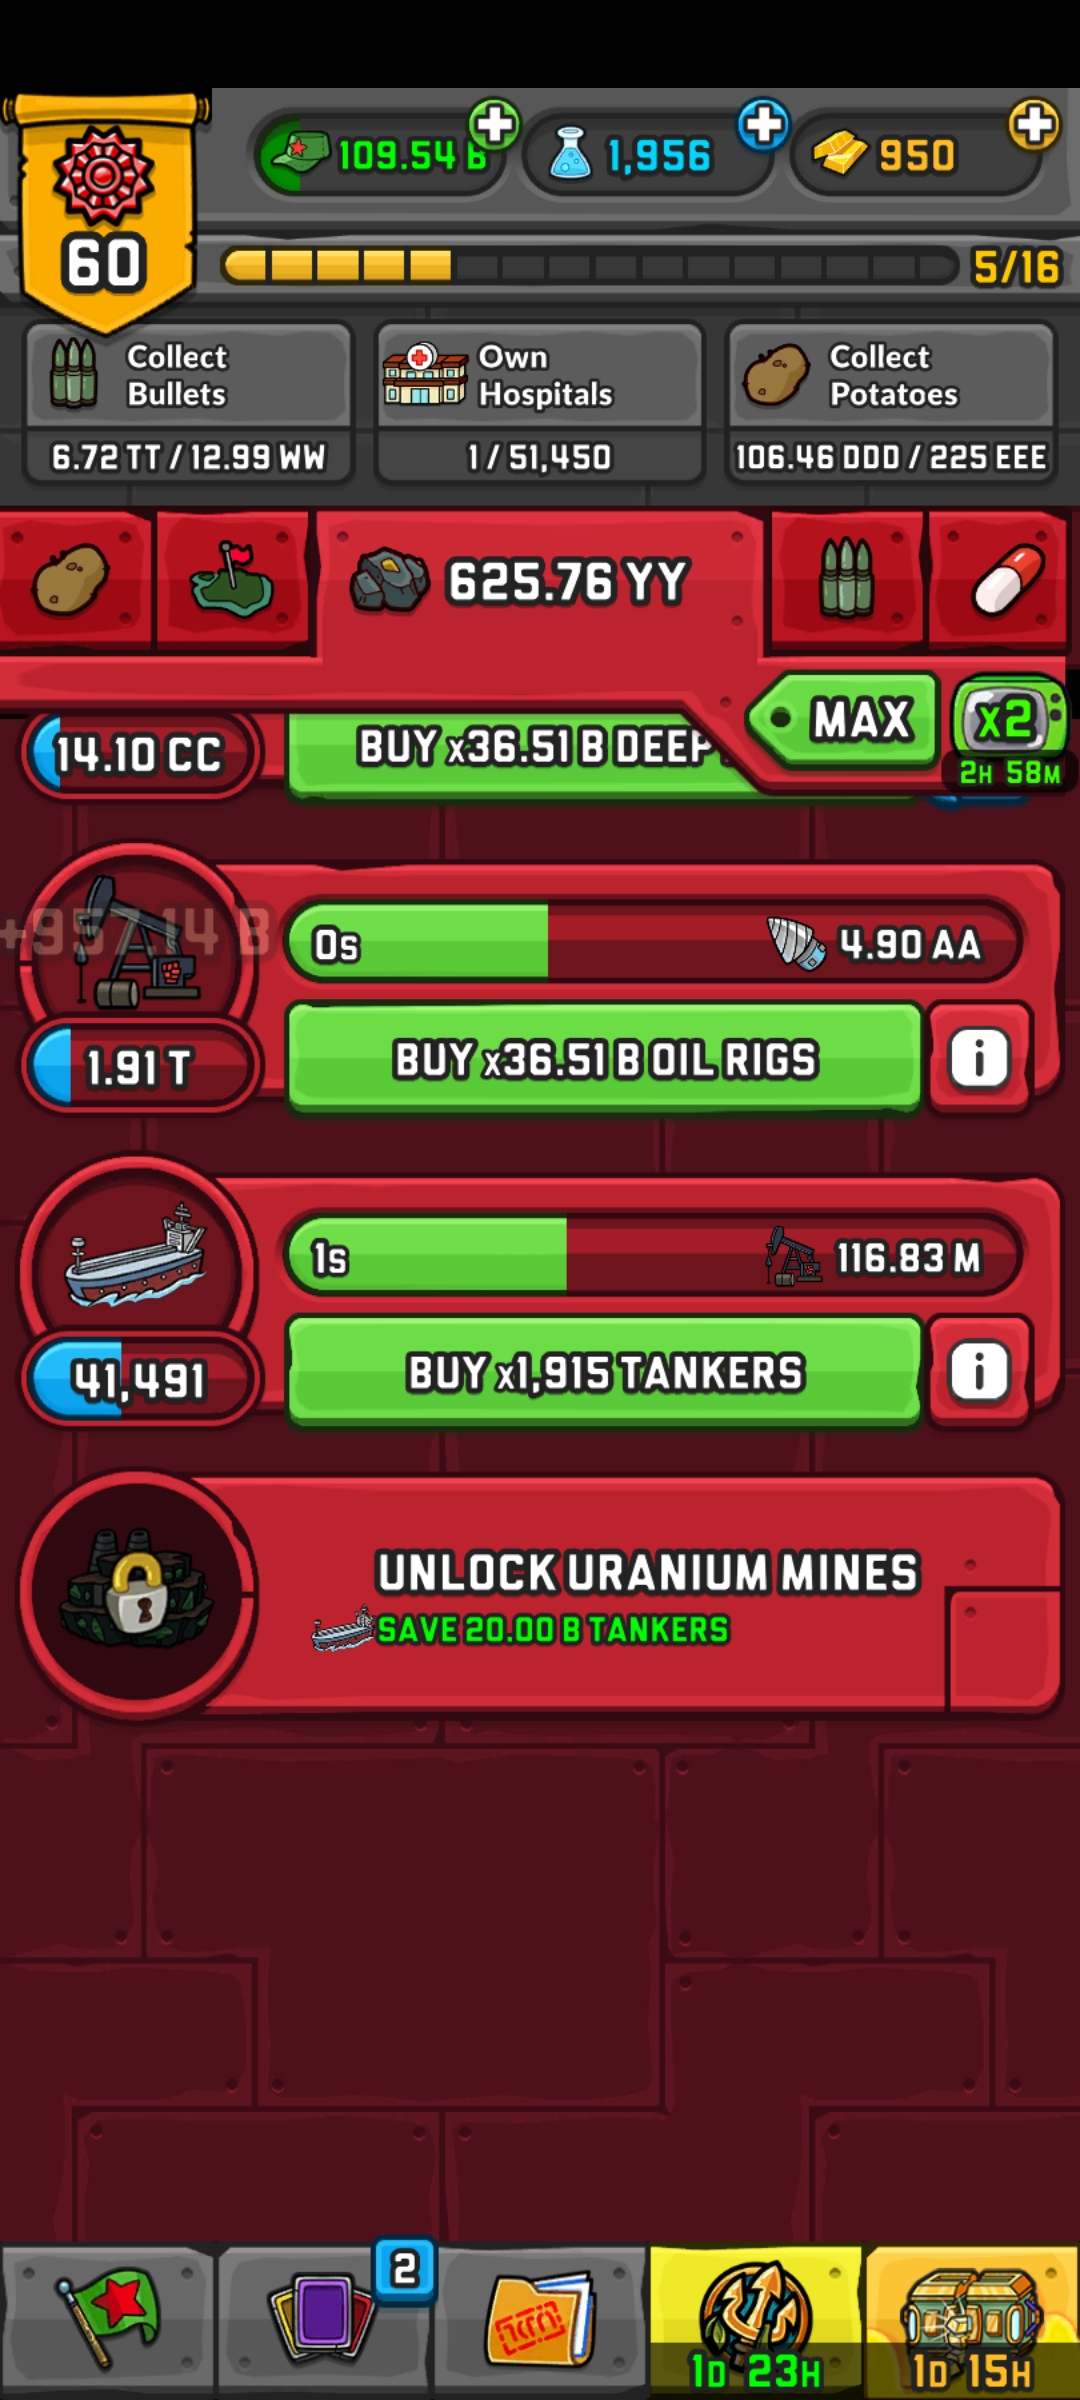 109.54 B
1,956
950
60
5/16
Collect
Bullets
6.72 TT / 12.99 WW
Own
Hospitals
1 / 51,450
Collect
Potatoes
106.46 DDD / 225 EEE
625.76 YY
MAX
x2
2H 58M
14.10 CC
BUY x36.51 B DEEP
+957.14 B
0s
4.90 AA
1.91 T
BUY x36.51 B OIL RIGS
i
1s
116.83 M
41,491
BUY x1,915 TANKERS
i
UNLOCK URANIUM MINES
SAVE 20.00 B TANKERS
2
1D 23H
1D 15H